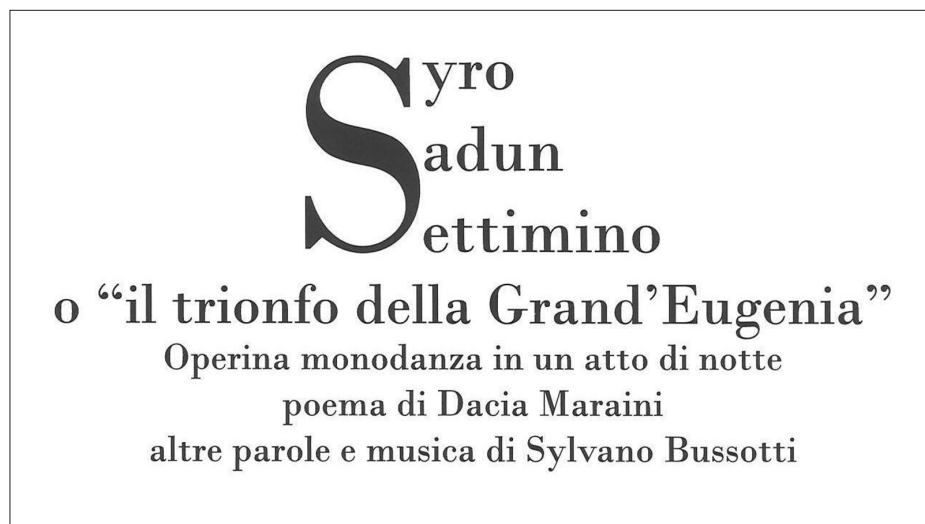 Syro
Sadun
Settimino
o “il trionfo della Grand’Eugenia”
Operina monodanza in un atto di notte
poema di Dacia Maraini
altre parole e musica di Sylvano Bussotti